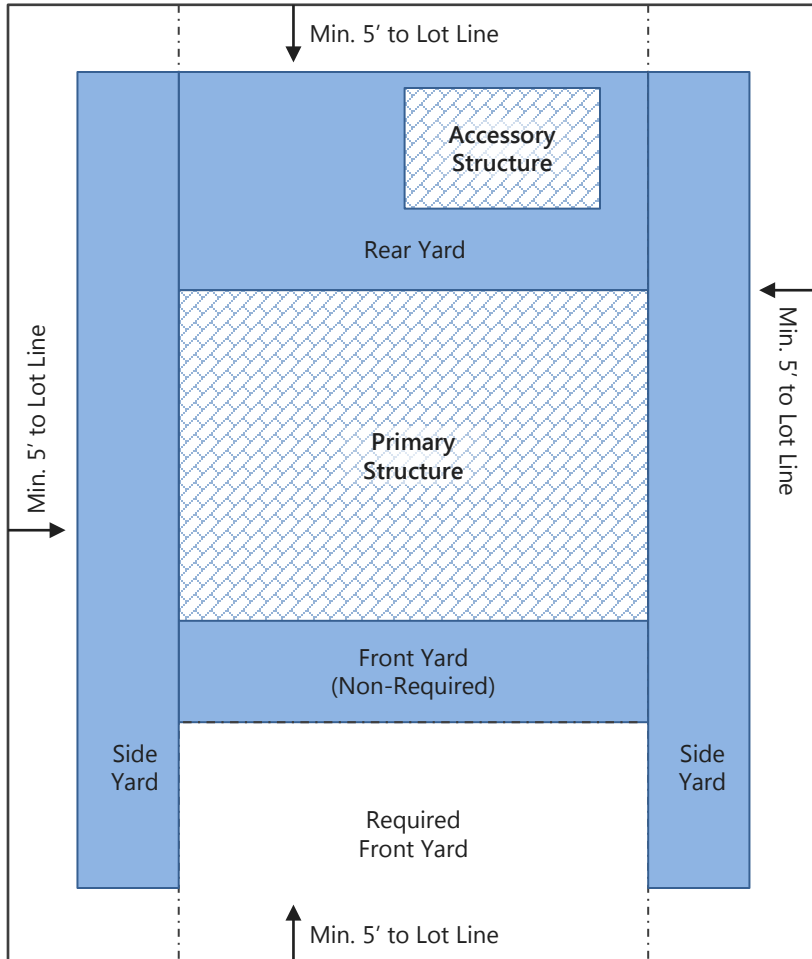 Min. 5’ to Lot Line
Accessory
Structure
Rear Yard
Min. 5’ to Lot Line
Min. 5’ to Lot Line
Primary
Structure
Front Yard
(Non-Required)
Side
Yard
Side
Yard
Required
Front Yard
Min. 5’ to Lot Line